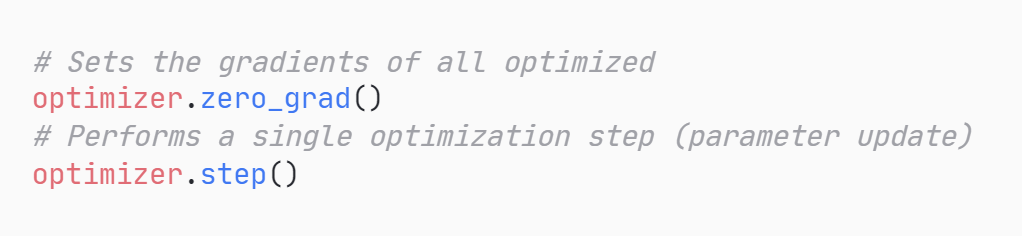 # Sets the gradients of all optimized
optimizer.zero_grad()
# Performs a single optimization step (parameter update)
optimizer.step()